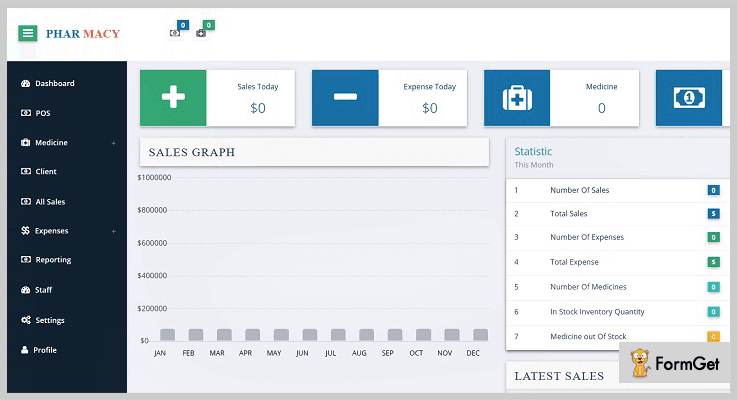 PHAR MACY
0
0
Dashboard
POS
Medicine +
Client
All Sales
Expenses +
Reporting
Staff
Settings
Profile
Sales Today
$0
Expense Today
$0
Medicine
0
1
SALES GRAPH
$1000000
$800000
$600000
$400000
$200000
$0
JAN FEB MAR APR MAY JUN JUL AUG SEP OCT NOV DEC
Statistic
This Month
1 Number Of Sales 0
2 Total Sales $
3 Number Of Expenses 0
4 Total Expense $
5 Number Of Medicines 0
6 In Stock Inventory Quantity 0
7 Medicine out Of Stock
LATEST SALES
FormGet